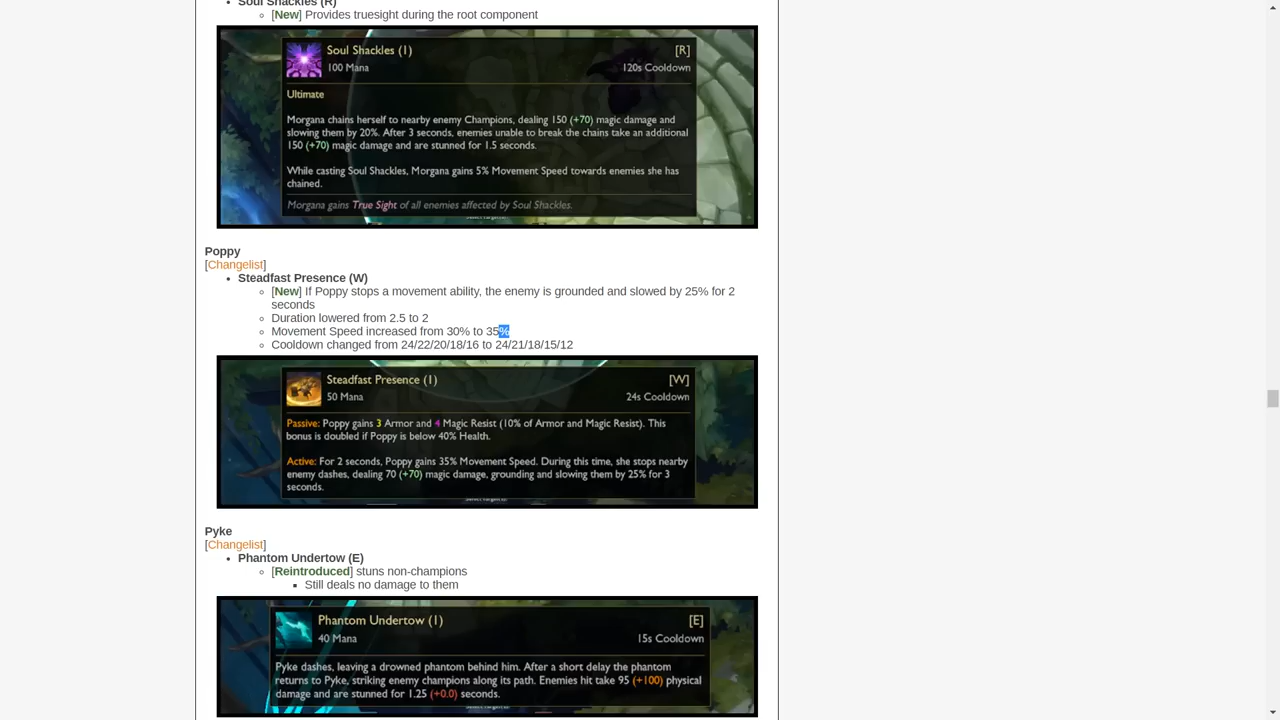 Soul Shackles (R)
[New] Provides truesight during the root component
Soul Shackles (1) [R]
100 Mana 120s Cooldown
Ultimate
Morgana chains herself to nearby enemy Champions, dealing 150 (+70) magic damage and
slowing them by 20%. After 3 seconds, enemies unable to break the chains take an additional
150 (+70) magic damage and are stunned for 1.5 seconds.
While casting Soul Shackles, Morgana gains 5% Movement Speed towards enemies she has
chained.
Morgana gains True Sight of all enemies affected by Soul Shackles.
Poppy
[Changelist]
Steadfast Presence (W)
[New] If Poppy stops a movement ability, the enemy is grounded and slowed by 25% for 2
seconds
Duration lowered from 2.5 to 2
Movement Speed increased from 30% to 35%
Cooldown changed from 24/22/20/18/16 to 24/21/18/15/12
Steadfast Presence (1) [W]
50 Mana 24s Cooldown
Passive: Poppy gains 3 Armor and 4 Magic Resist (10% of Armor and Magic Resist). This
bonus is doubled if Poppy is below 40% Health.
Active: For 2 seconds, Poppy gains 35% Movement Speed. During this time, she stops nearby
enemy dashes, dealing 70 (+70) magic damage, grounding and slowing them by 25% for 3
seconds.
Pyke
[Changelist]
Phantom Undertow (E)
[Reintroduced] stuns non-champions
Still deals no damage to them
Phantom Undertow (1) [E]
40 Mana 15s Cooldown
Pyke dashes, leaving a drowned phantom behind him. After a short delay the phantom
returns to Pyke, striking enemy champions along its path. Enemies hit take 95 (+100) physical
damage and are stunned for 1.25 (+0.0) seconds.